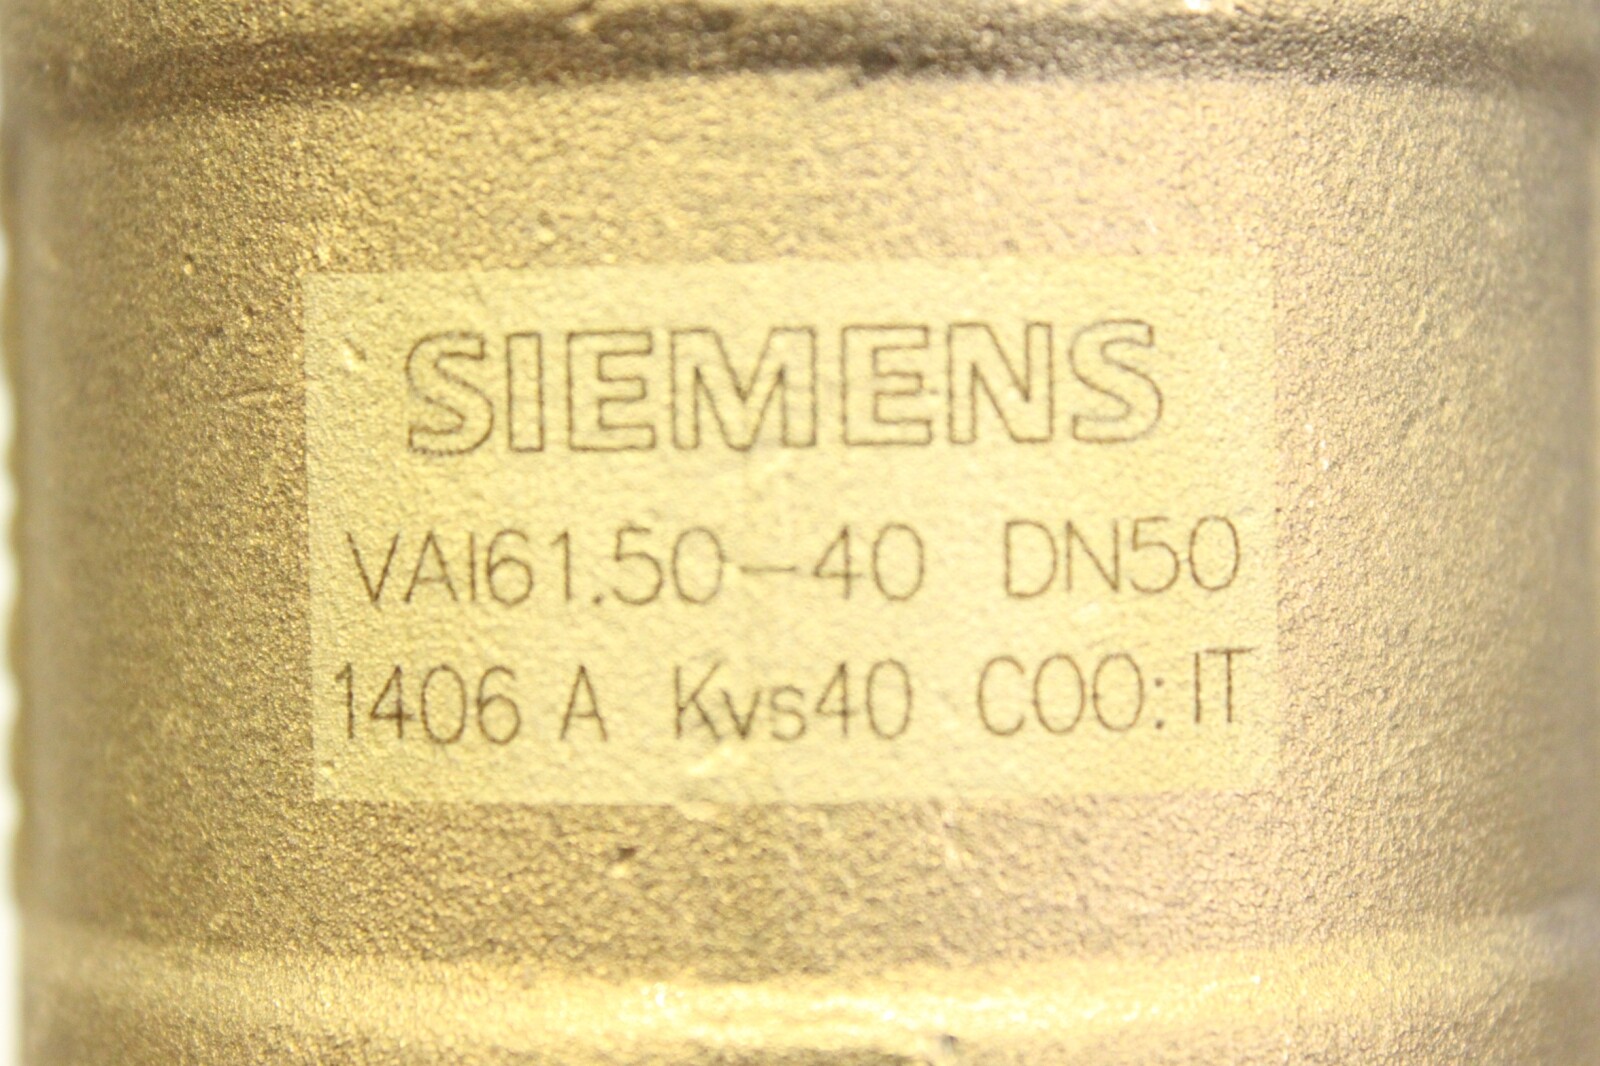 SIEMENS
VAI61.50-40 DN50
1406 A Kvs40 COO:IT